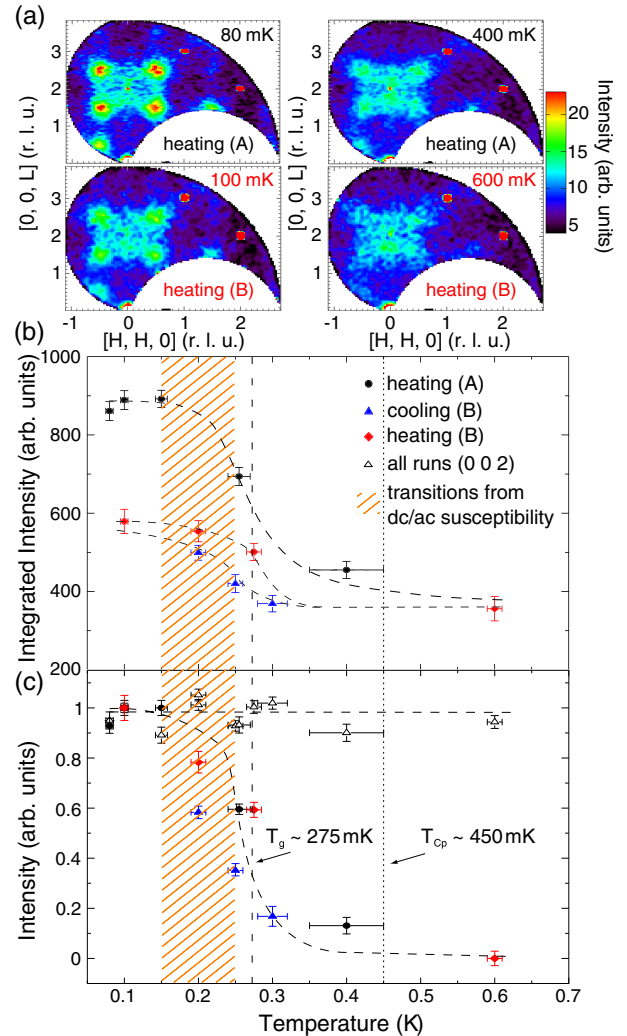 (a)
80 mK
400 mK
4
3
2
1
heating (A)
heating (A)
[0, 0, L] (r. l. u.)
[0, 0, L] (r. l. u.)
Intensity (arb. units)
20
15
10
5
100 mK
600 mK
3
2
1
heating (B)
heating (B)
-1 0 1 2
-1 0 1 2
[H, H, 0] (r. l. u.)
[H, H, 0] (r. l. u.)
(b)
1000
800
600
400
200
Integrated Intensity (arb. units)
heating (A)
cooling (B)
heating (B)
all runs (0 0 2)
transitions from
dc/ac susceptibility
(c)
1
0.8
0.6
0.4
0.2
0
Intensity (arb. units)
Tg ~ 275 mK
TCp ~ 450 mK
0.1 0.2 0.3 0.4 0.5 0.6 0.7
Temperature (K)